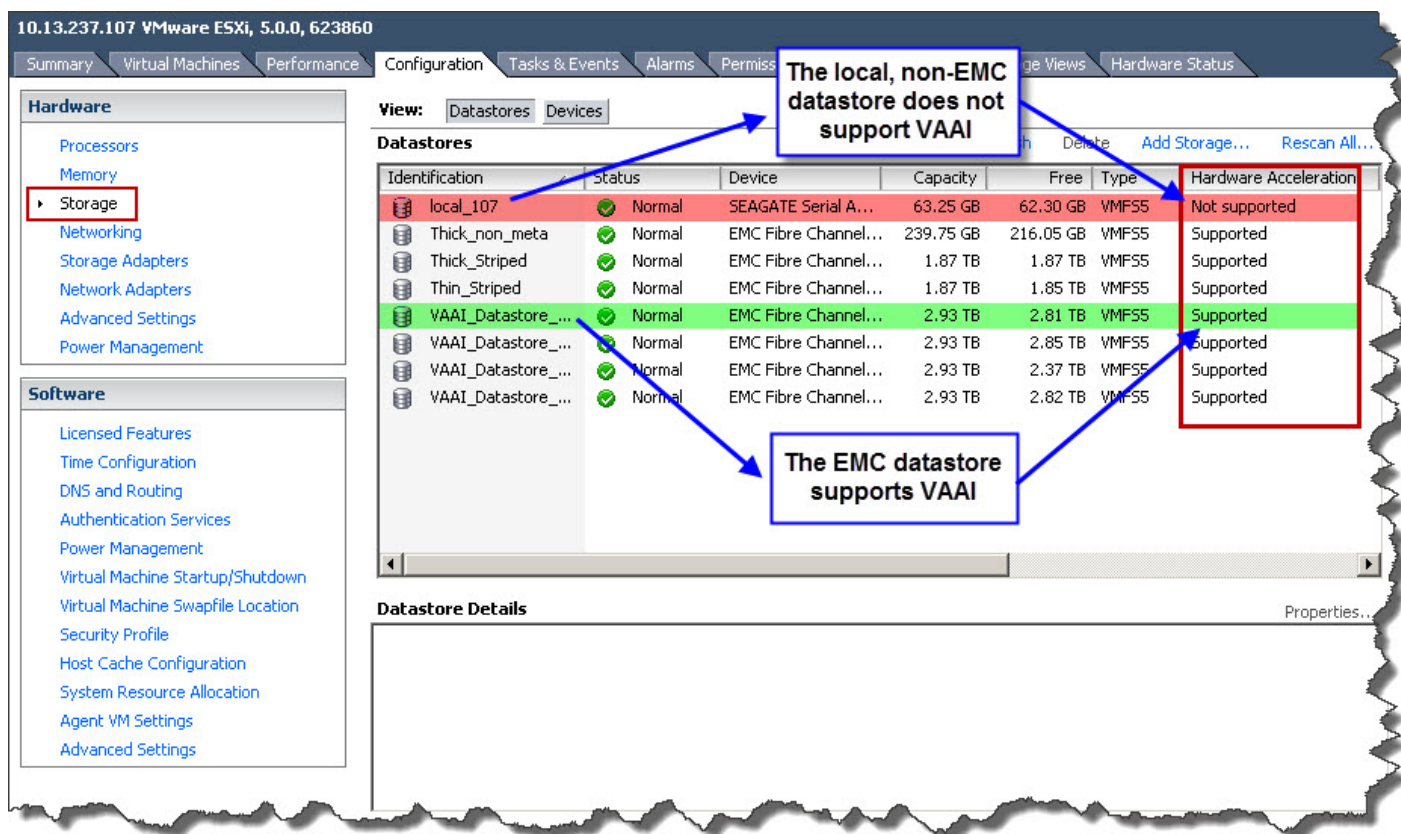 10.13.237.107 VMware ESXi, 5.0.0, 623860
Summary Virtual Machines Performance Configuration Tasks & Events Alarms ge Views Hardware Status
The local, non-EMC
datastore does not
support VAAI
Hardware
Processors
Memory
Storage
Networking
Storage Adapters
Network Adapters
Advanced Settings
Power Management
Software
Licensed Features
Time Configuration
DNS and Routing
Authentication Services
Power Management
Virtual Machine Startup/Shutdown
Virtual Machine Swapfile Location
Security Profile
Host Cache Configuration
System Resource Allocation
Agent VM Settings
Advanced Settings
View: Datastores Devices
Datastores Delete Add Storage... Rescan All...
Identification Status Device Capacity Free Type Hardware Acceleration
local_107 Normal SEAGATE Serial A... 63.25 GB 62.30 GB VMFS5 Not supported
Thick_non_meta Normal EMC Fibre Channel... 239.75 GB 216.05 GB VMFS5 Supported
Thick_Striped Normal EMC Fibre Channel... 1.87 TB 1.87 TB VMFS5 Supported
Thin_Striped Normal EMC Fibre Channel... 1.87 TB 1.85 TB VMFS5 Supported
VAAI_Datastore_... Normal EMC Fibre Channel... 2.93 TB 2.81 TB VMFS5 Supported
VAAI_Datastore_... Normal EMC Fibre Channel... 2.93 TB 2.85 TB VMFS5 Supported
VAAI_Datastore_... Normal EMC Fibre Channel... 2.93 TB 2.37 TB VMFS5 Supported
VAAI_Datastore_... Normal EMC Fibre Channel... 2.93 TB 2.82 TB VMFS5 Supported
The EMC datastore
supports VAAI
Datastore Details Properties...